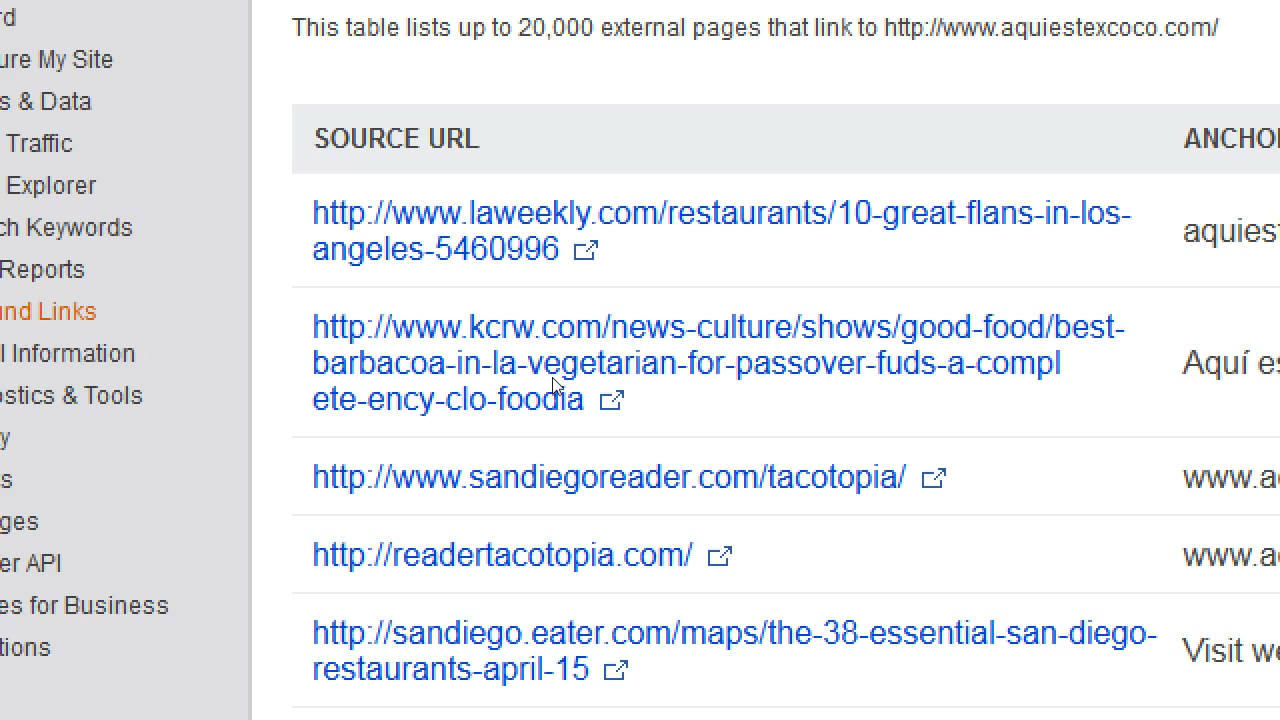 rd
ure My Site
s & Data
Traffic
Explorer
ch Keywords
Reports
und Links
l Information
ostics & Tools
y
s
ges
er API
es for Business
tions
This table lists up to 20,000 external pages that link to http://www.aquiestexcoco.com/
SOURCE URL
ANCHO
http://www.laweekly.com/restaurants/10-great-flans-in-los-
angeles-5460996
aquiest
http://www.kcrw.com/news-culture/shows/good-food/best-
barbacoa-in-la-vegetarian-for-passover-fuds-a-compl
ete-ency-clo-foodia
Aquí es
http://www.sandiegoreader.com/tacotopia/
www.a
http://readertacotopia.com/
www.a
http://sandiego.eater.com/maps/the-38-essential-san-diego-
restaurants-april-15
Visit we